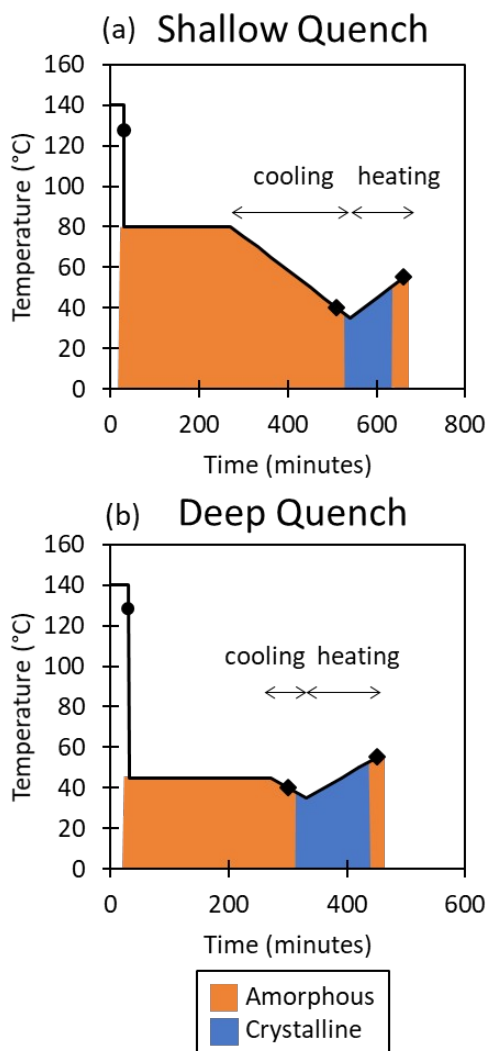 (a) Shallow Quench
160
140
120
100
80
60
40
20
0
Temperature (°C)
cooling heating
0 200 400 600 800
Time (minutes)
(b) Deep Quench
160
140
120
100
80
60
40
20
0
Temperature (°C)
cooling heating
0 200 400 600
Time (minutes)
Amorphous
Crystalline